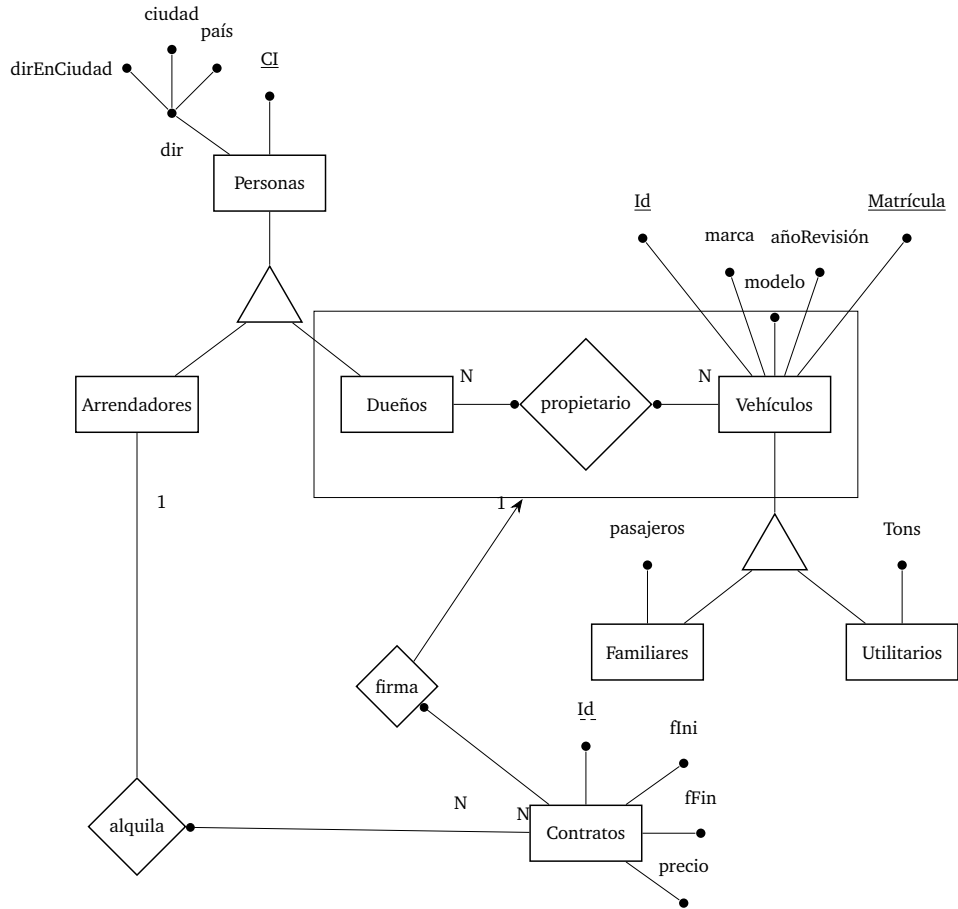 ciudad
país
dirEnCiudad
CI
dir
Personas
Id
Matrícula
marca
añoRevisión
modelo
Arrendadores
Dueños
N
propietario
N
Vehículos
1
1
pasajeros
Tons
Familiares
Utilitarios
firma
Id
fIni
fFin
N
N
alquila
Contratos
precio